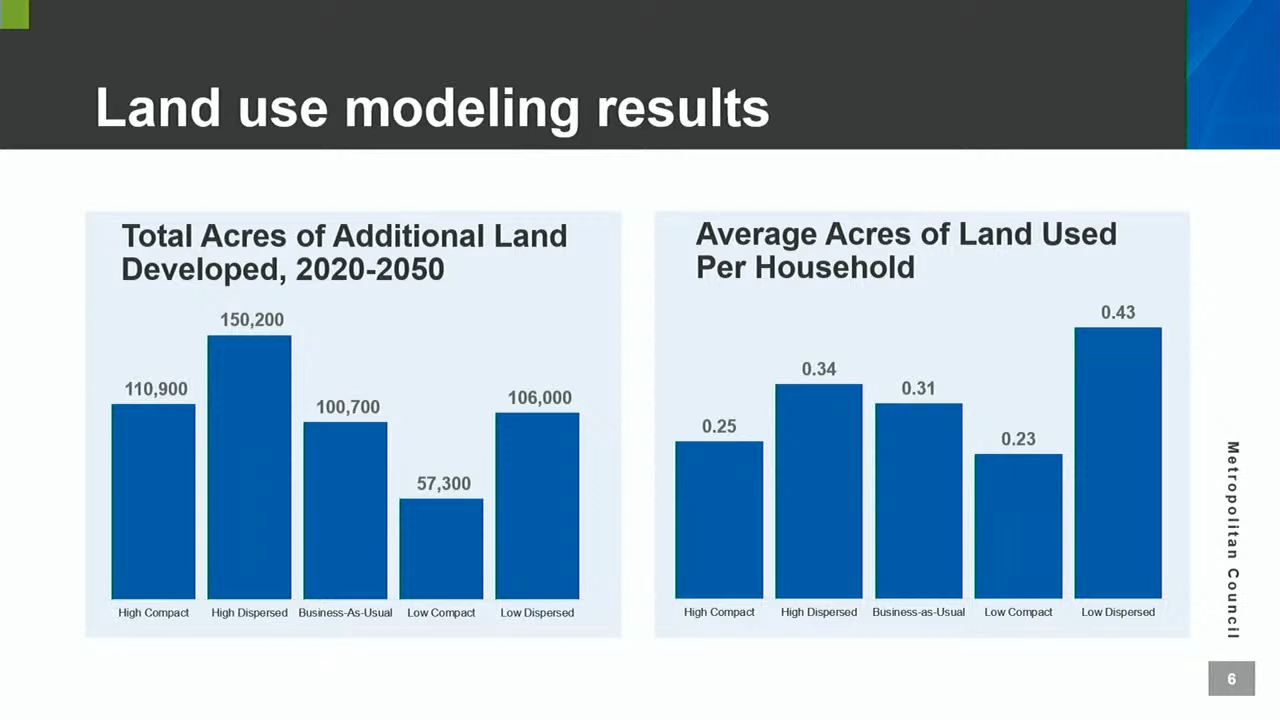 Land use modeling results
Total Acres of Additional Land
Developed, 2020-2050
150,200
110,900
100,700
106,000
57,300
High Compact
High Dispersed
Business-As-Usual
Low Compact
Low Dispersed
Average Acres of Land Used
Per Household
0.43
0.34
0.31
0.25
0.23
High Compact
High Dispersed
Business-as-Usual
Low Compact
Low Dispersed
Metropolitan Council
6